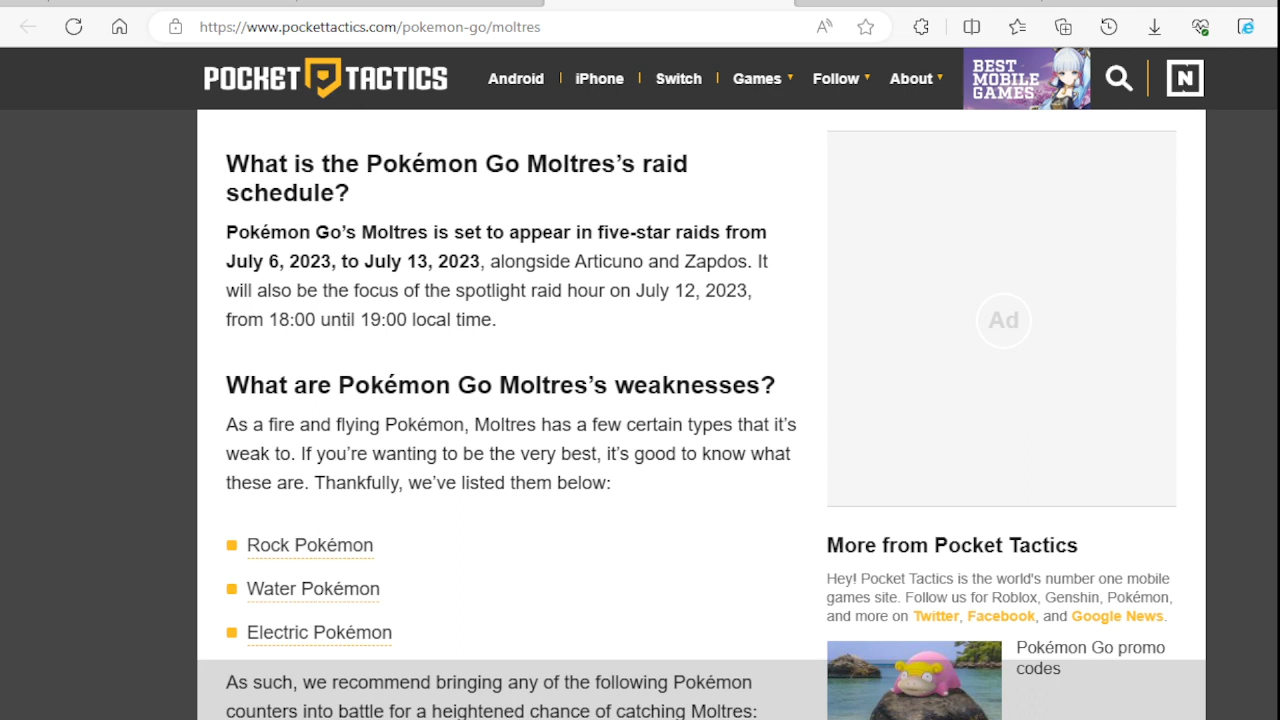 https://www.pockettactics.com/pokemon-go/moltres
POCKET TACTICS
Android
iPhone
Switch
Games
Follow
About
BEST
MOBILE
GAMES
N
What is the Pokémon Go Moltres’s raid
schedule?
Pokémon Go’s Moltres is set to appear in five-star raids from
July 6, 2023, to July 13, 2023, alongside Articuno and Zapdos. It
will also be the focus of the spotlight raid hour on July 12, 2023,
from 18:00 until 19:00 local time.
What are Pokémon Go Moltres’s weaknesses?
As a fire and flying Pokémon, Moltres has a few certain types that it’s
weak to. If you’re wanting to be the very best, it’s good to know what
these are. Thankfully, we’ve listed them below:
Rock Pokémon
Water Pokémon
Electric Pokémon
As such, we recommend bringing any of the following Pokémon
counters into battle for a heightened chance of catching Moltres:
Ad
More from Pocket Tactics
Hey! Pocket Tactics is the world's number one mobile
games site. Follow us for Roblox, Genshin, Pokémon,
and more on Twitter, Facebook, and Google News.
Pokémon Go promo
codes